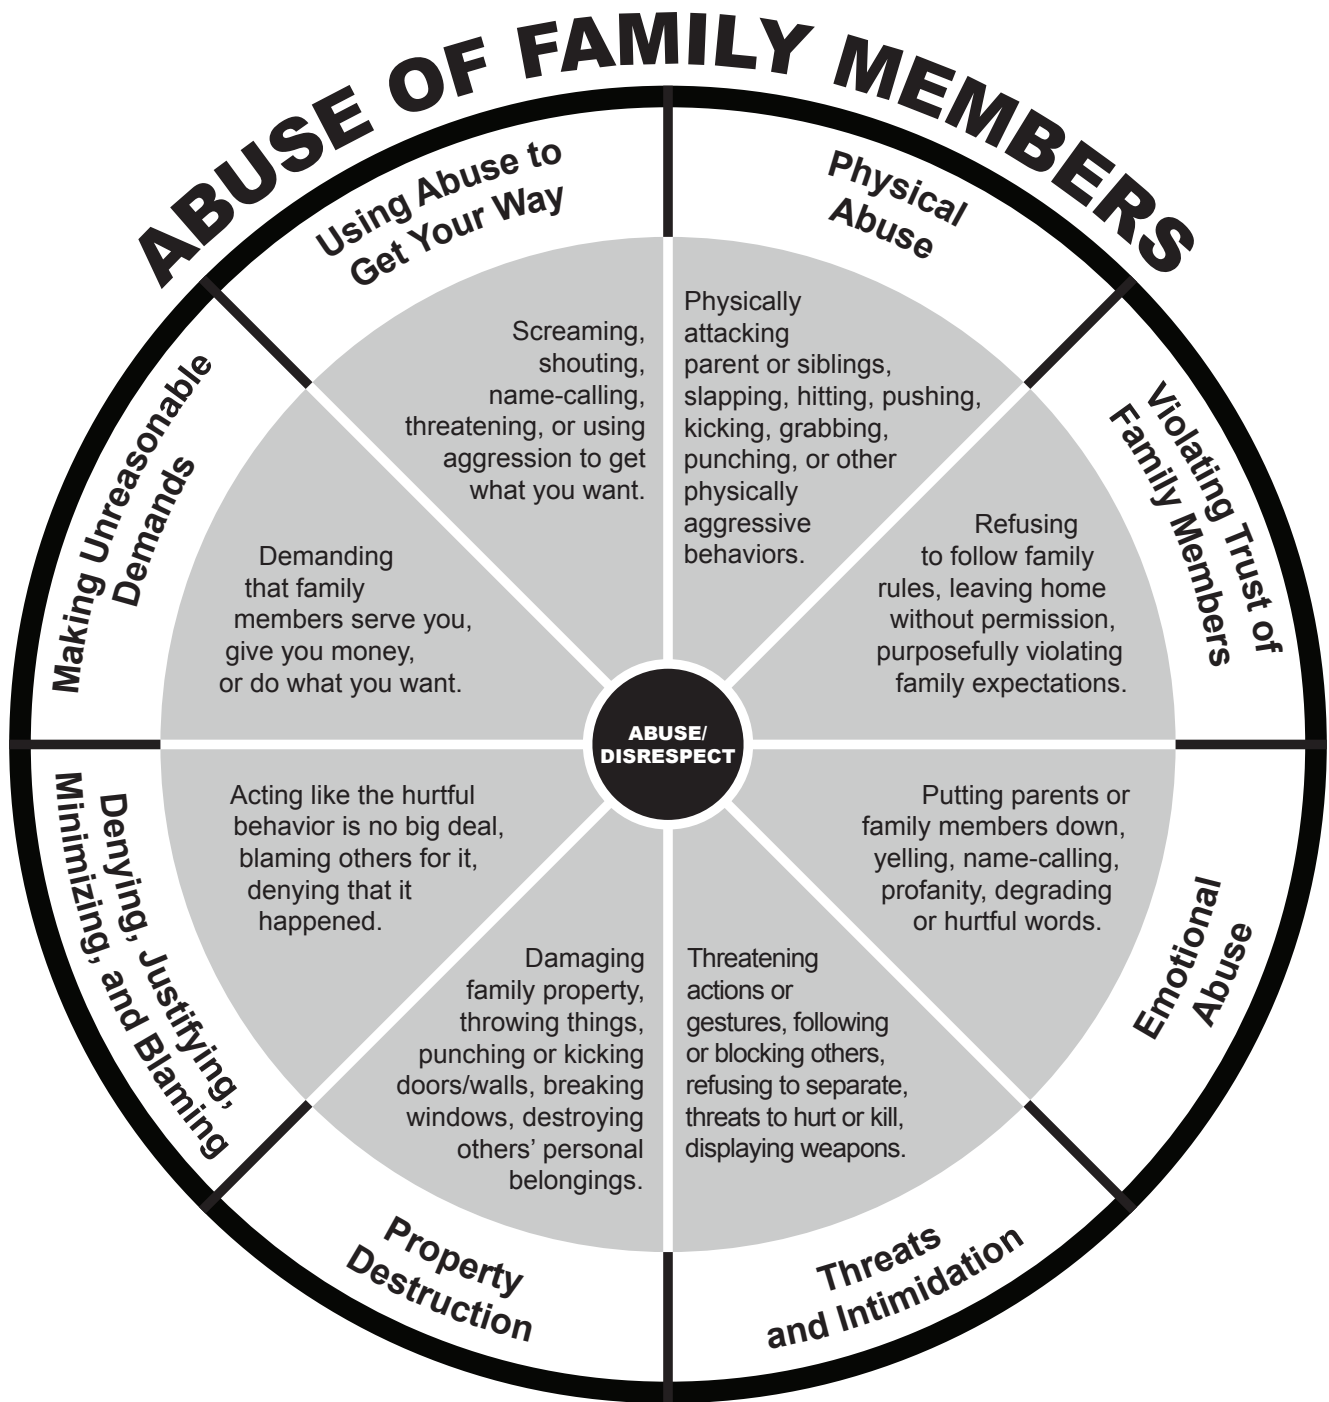 ABUSE OF FAMILY MEMBERS
Using Abuse to
Get Your Way
Screaming,
shouting,
name-calling,
threatening, or using
aggression to get
what you want.
Physical
Abuse
Physically
attacking
parent or siblings,
slapping, hitting, pushing,
kicking, grabbing,
punching, or other
physically
aggressive
behaviors.
Violating Trust of
Family Members
Refusing
to follow family
rules, leaving home
without permission,
purposefully violating
family expectations.
Emotional
Abuse
Putting parents or
family members down,
yelling, name-calling,
profanity, degrading
or hurtful words.
Threats
and Intimidation
Threatening
actions or
gestures, following
or blocking others,
refusing to separate,
threats to hurt or kill,
displaying weapons.
Property
Destruction
Damaging
family property,
throwing things,
punching or kicking
doors/walls, breaking
windows, destroying
others’ personal
belongings.
Denying, Justifying,
Minimizing, and Blaming
Acting like the hurtful
behavior is no big deal,
blaming others for it,
denying that it
happened.
Making Unreasonable
Demands
Demanding
that family
members serve you,
give you money,
or do what you want.
ABUSE/
DISRESPECT